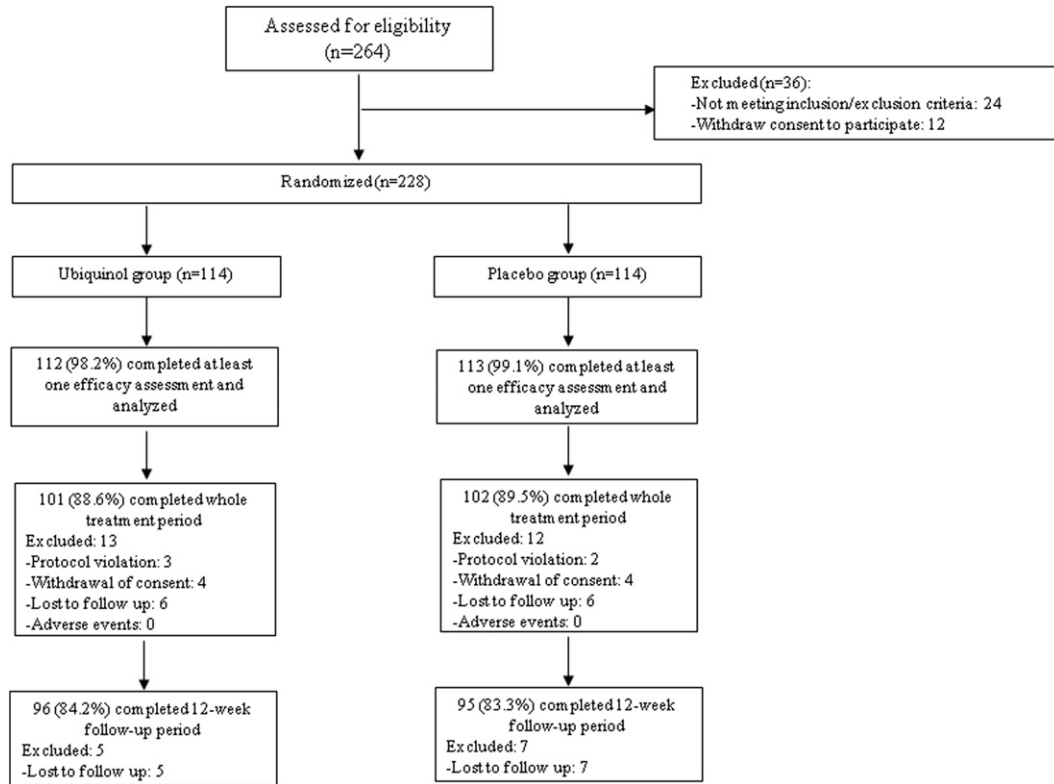 Assessed for eligibility
(n=264)
Excluded (n=36):
-Not meeting inclusion/exclusion criteria: 24
-Withdraw consent to participate: 12
Randomized (n=228)
Ubiquinol group (n=114)
Placebo group (n=114)
112 (98.2%) completed at least
one efficacy assessment and
analyzed
113 (99.1%) completed at least
one efficacy assessment and
analyzed
101 (88.6%) completed whole
treatment period
Excluded: 13
-Protocol violation: 3
-Withdrawal of consent: 4
-Lost to follow up: 6
-Adverse events: 0
102 (89.5%) completed whole
treatment period
Excluded: 12
-Protocol violation: 2
-Withdrawal of consent: 4
-Lost to follow up: 6
-Adverse events: 0
96 (84.2%) completed 12-week
follow-up period
Excluded: 5
-Lost to follow up: 5
95 (83.3%) completed 12-week
follow-up period
Excluded: 7
-Lost to follow up: 7